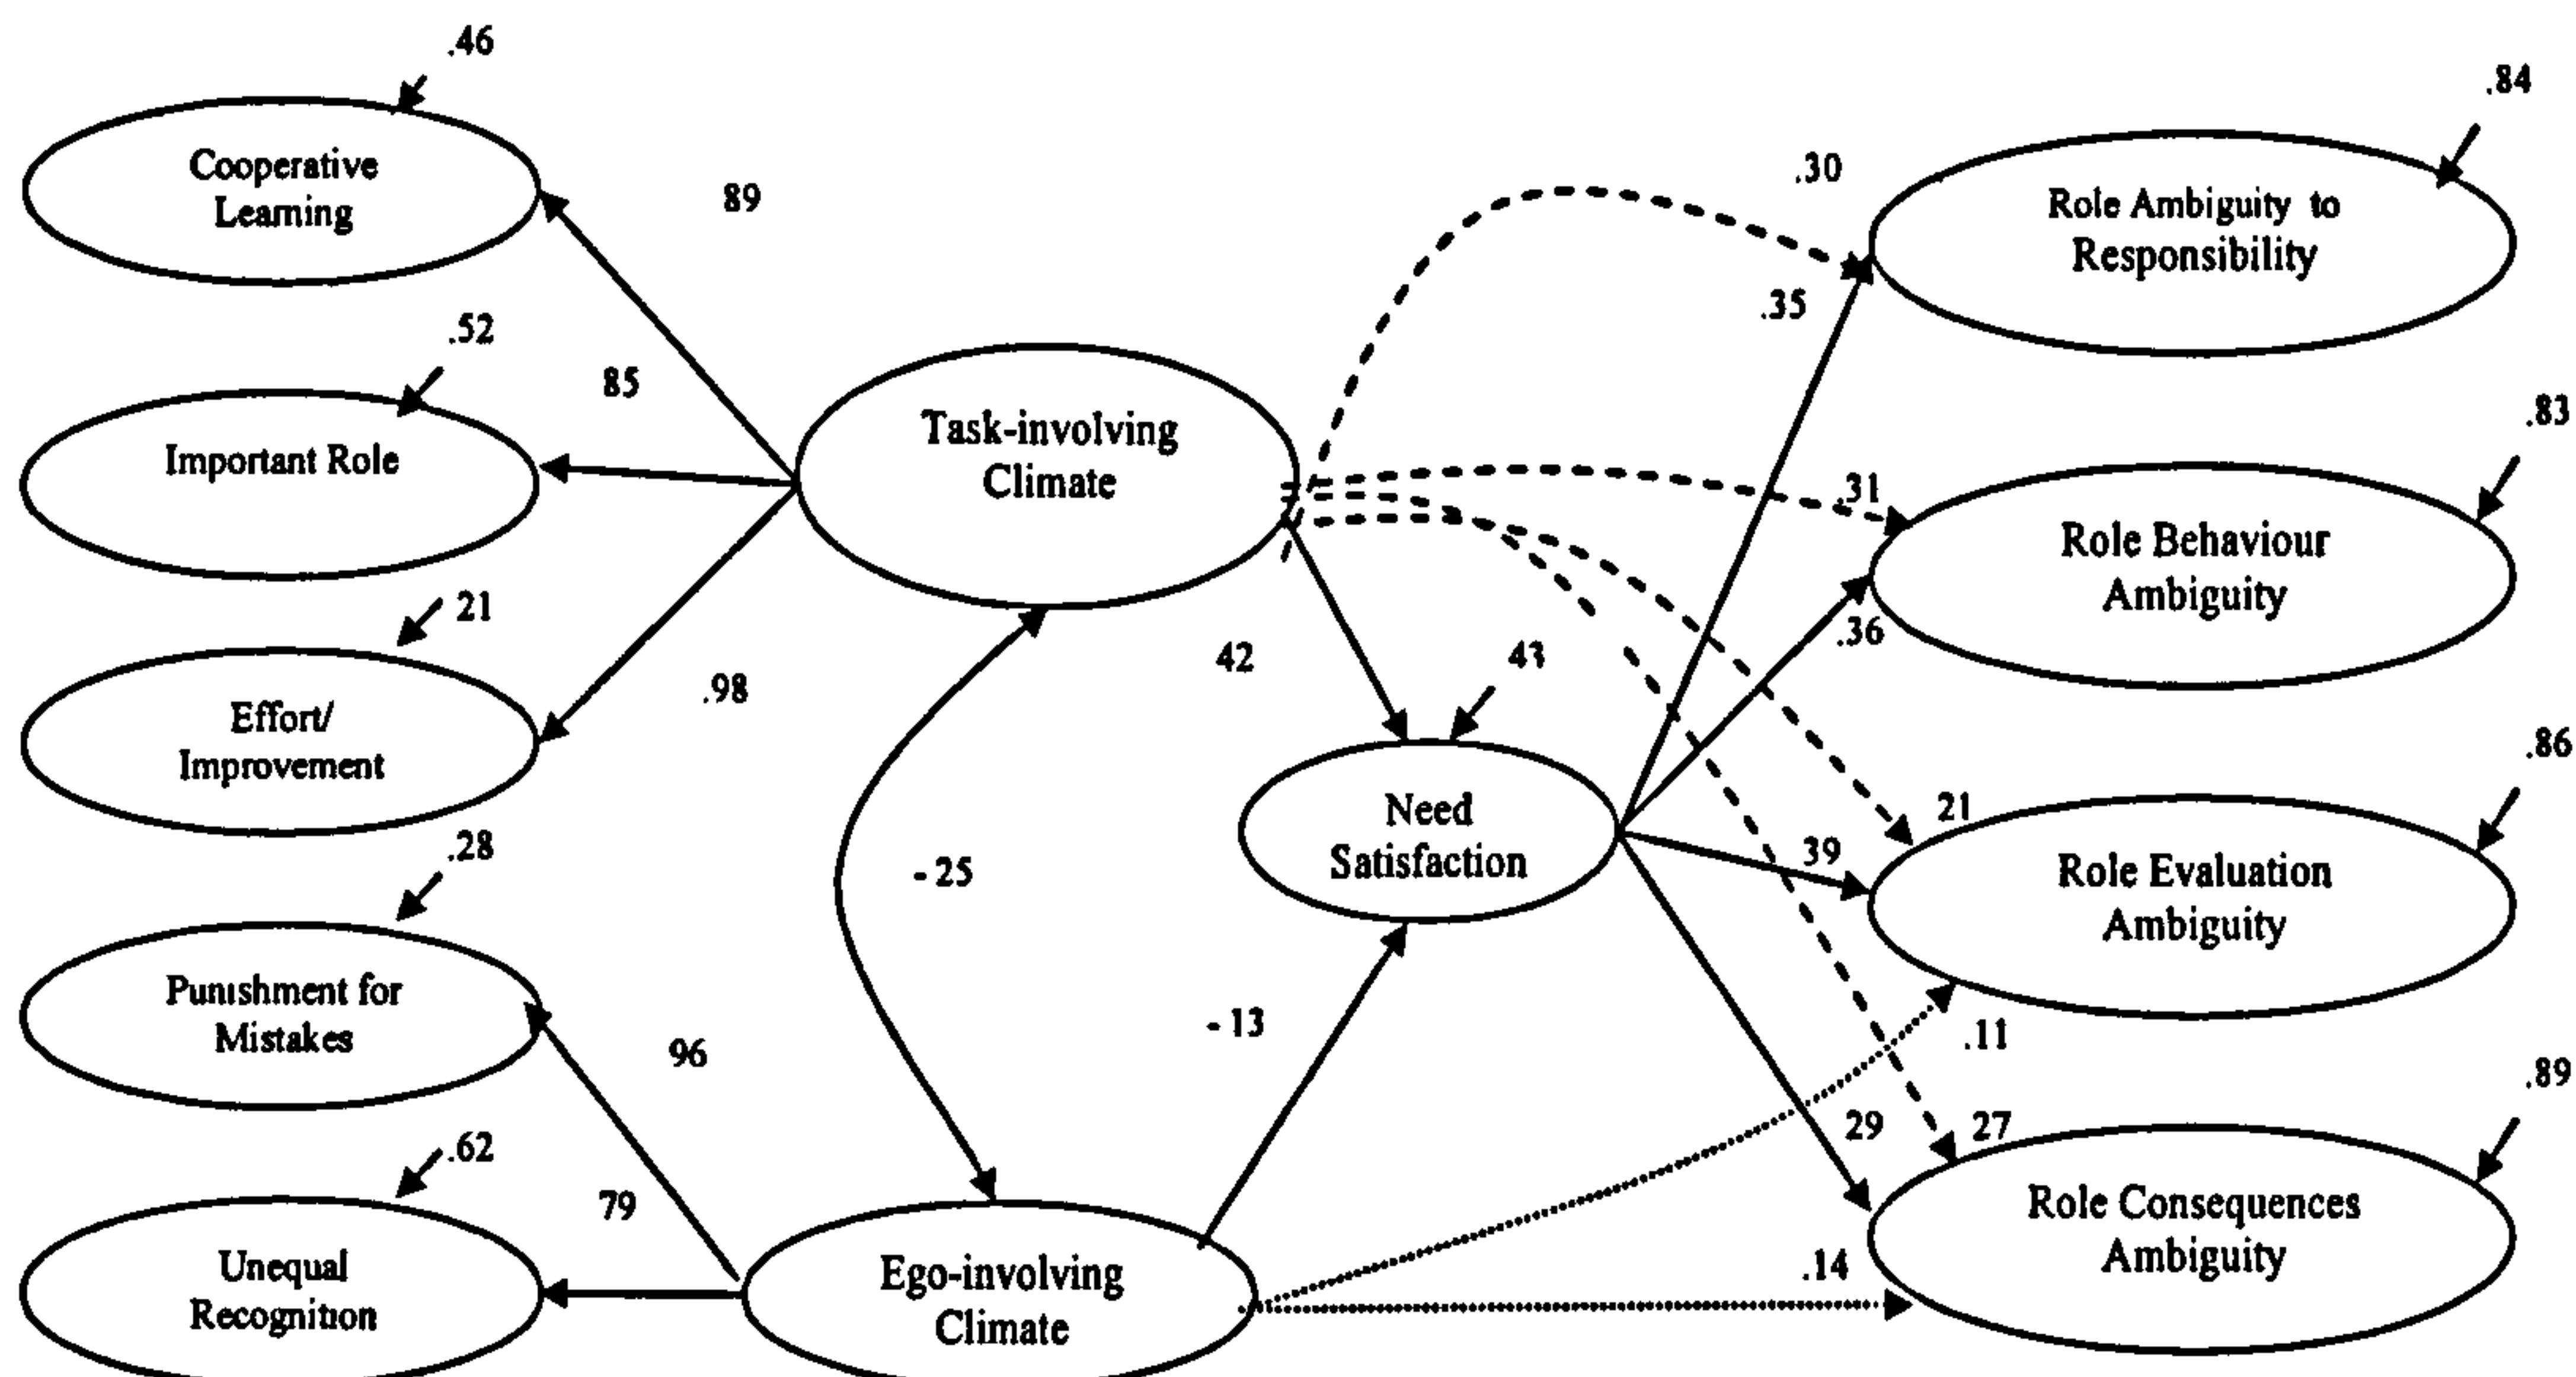 .46
Cooperative
Learning
89
.52
85
Important Role
21
.98
Effort/
Improvement
.28
Punishment for
Mistakes
96
.62
79
Unequal
Recognition
Task-involving
Climate
- 25
Ego-involving
Climate
42
43
Need
Satisfaction
- 13
.30
.35
.31
.36
21
39
.11
29
27
.14
.84
Role Ambiguity to
Responsibility
.83
Role Behaviour
Ambiguity
.86
Role Evaluation
Ambiguity
.89
Role Consequences
Ambiguity